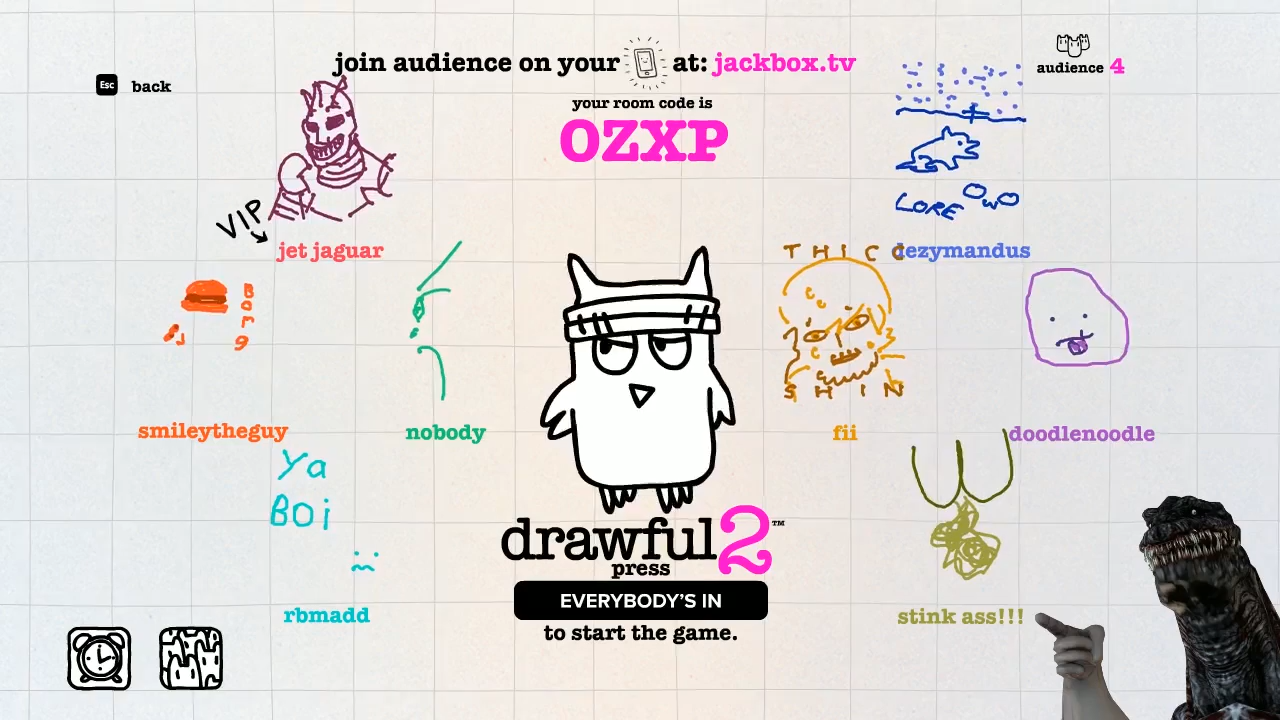 join audience on your at: jackbox.tv
audience 4
Esc back
your room code is
OZXP
VIP
LORE OwO
jet jaguar
dezymandus
THICC
Borg
SHIN
smileytheguy
nobody
fii
doodlenoodle
Ya
BOi
drawful 2™
press
EVERYBODY'S IN
to start the game.
rbmadd
stink ass!!!